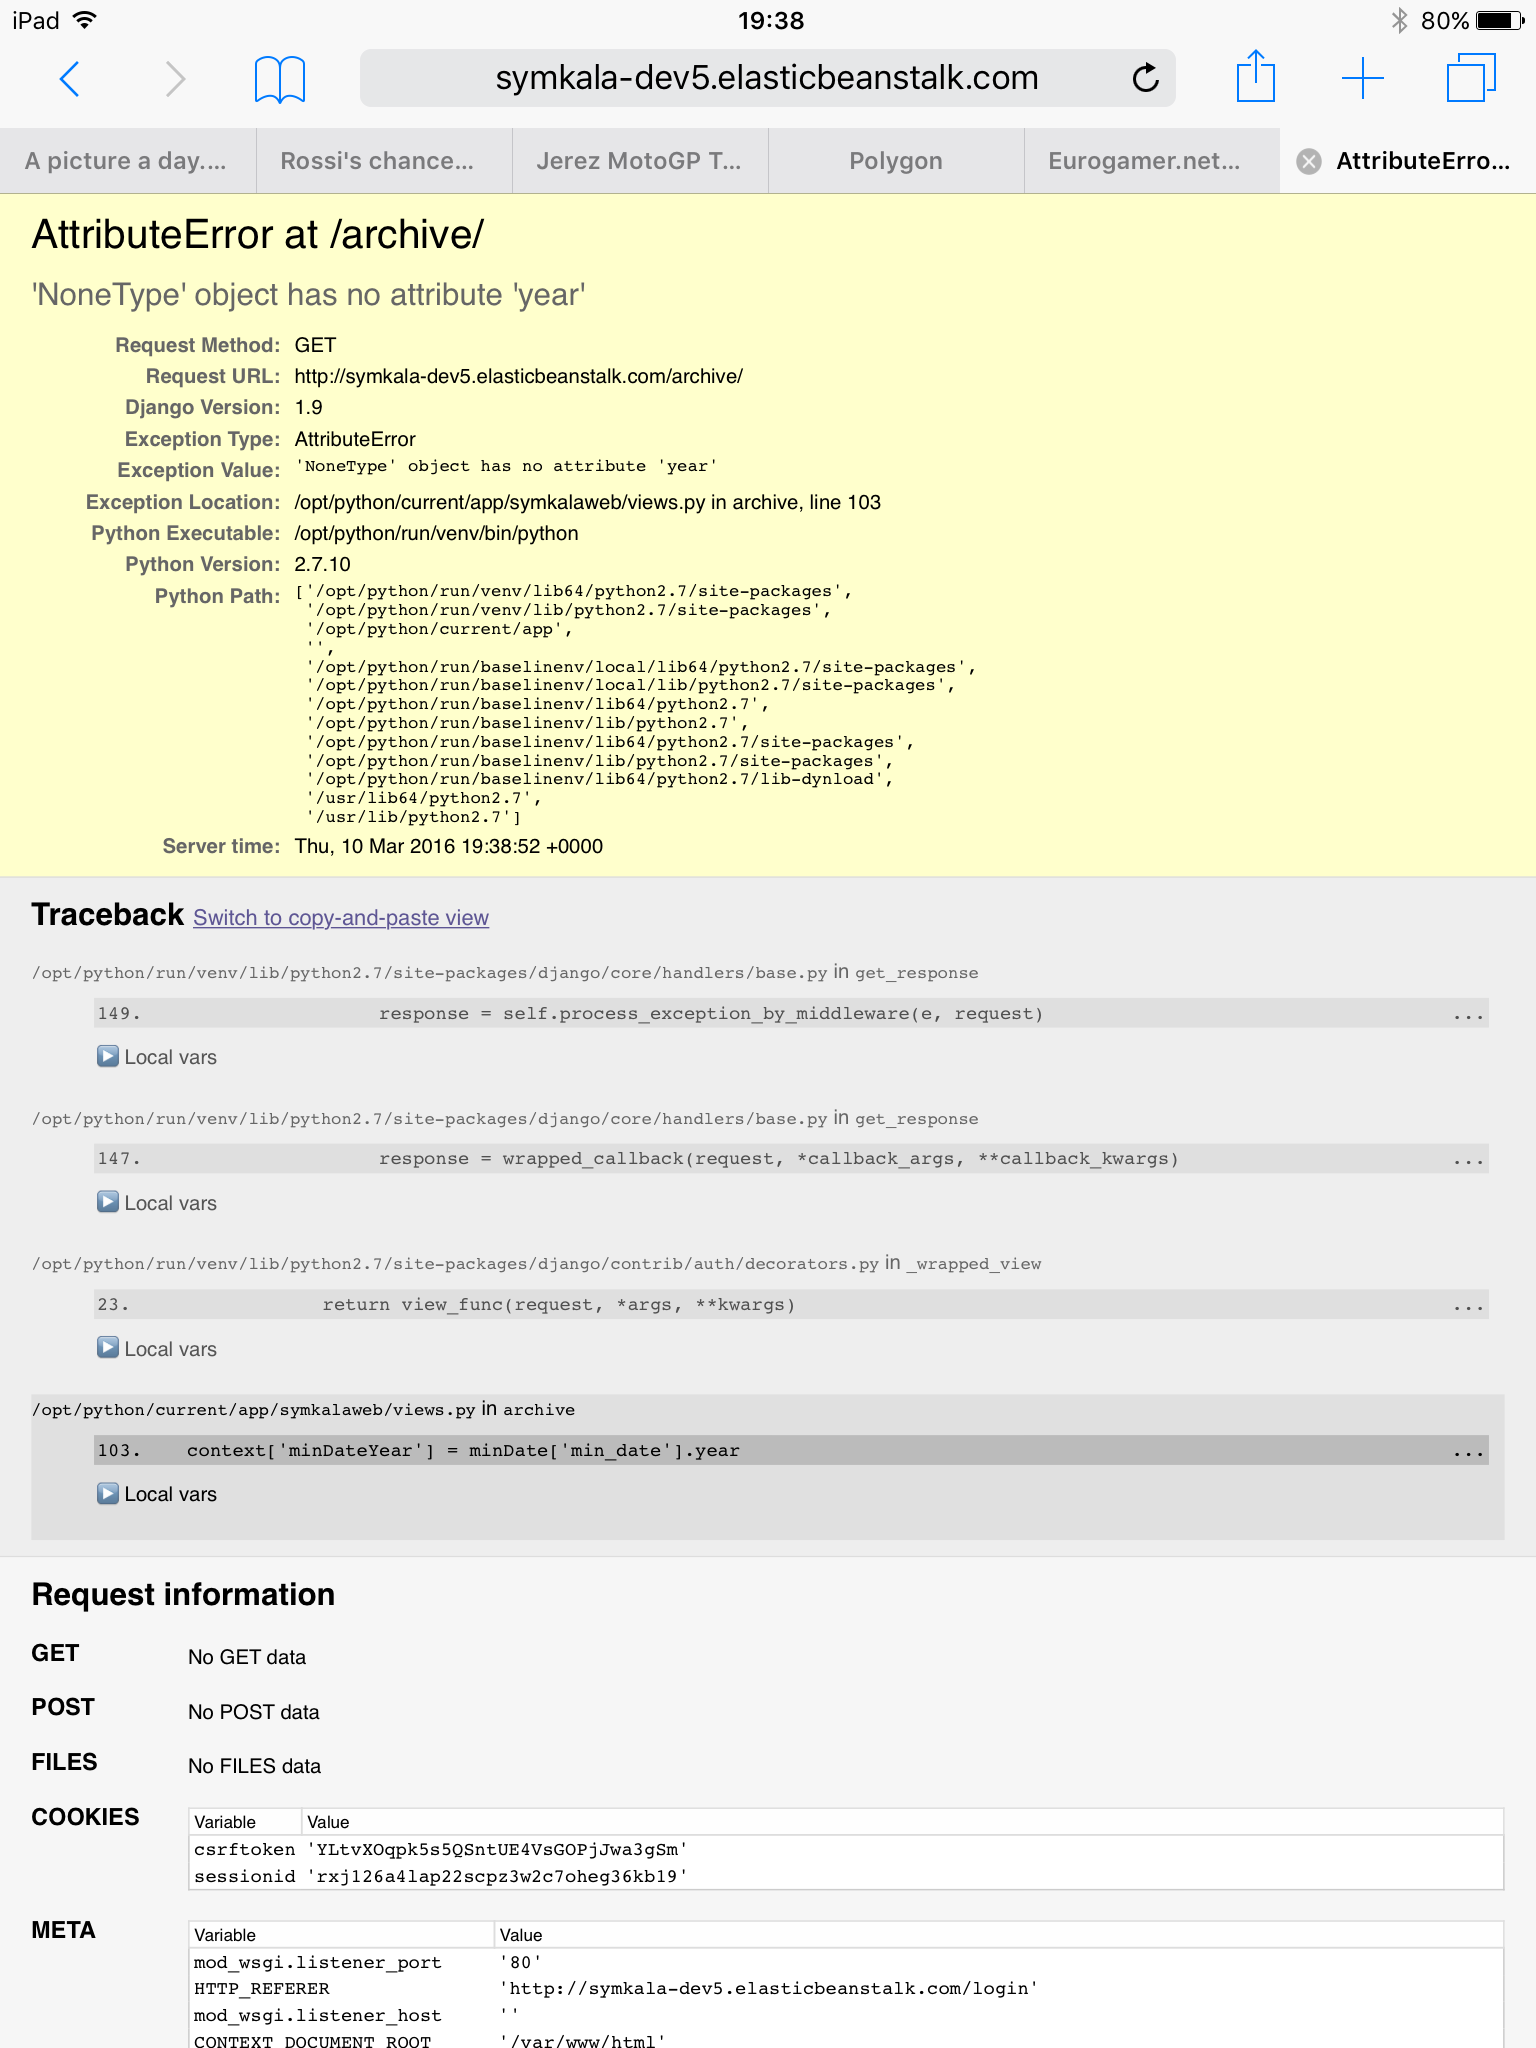 iPad 19:38 80%
symkala-dev5.elasticbeanstalk.com
A picture a day.... Rossi's chance... Jerez MotoGP T... Polygon Eurogamer.net... AttributeErro...
AttributeError at /archive/
'NoneType' object has no attribute 'year'
Request Method: GET
Request URL: http://symkala-dev5.elasticbeanstalk.com/archive/
Django Version: 1.9
Exception Type: AttributeError
Exception Value: 'NoneType' object has no attribute 'year'
Exception Location: /opt/python/current/app/symkalaweb/views.py in archive, line 103
Python Executable: /opt/python/run/venv/bin/python
Python Version: 2.7.10
Python Path: ['/opt/python/run/venv/lib64/python2.7/site-packages',
'/opt/python/run/venv/lib/python2.7/site-packages',
'/opt/python/current/app',
'',
'/opt/python/run/baselinenv/local/lib64/python2.7/site-packages',
'/opt/python/run/baselinenv/local/lib/python2.7/site-packages',
'/opt/python/run/baselinenv/lib64/python2.7',
'/opt/python/run/baselinenv/lib/python2.7',
'/opt/python/run/baselinenv/lib64/python2.7/site-packages',
'/opt/python/run/baselinenv/lib/python2.7/site-packages',
'/opt/python/run/baselinenv/lib64/python2.7/lib-dynload',
'/usr/lib64/python2.7',
'/usr/lib/python2.7']
Server time: Thu, 10 Mar 2016 19:38:52 +0000
Traceback Switch to copy-and-paste view
/opt/python/run/venv/lib/python2.7/site-packages/django/core/handlers/base.py in get_response
149. response = self.process_exception_by_middleware(e, request) ...
Local vars
/opt/python/run/venv/lib/python2.7/site-packages/django/core/handlers/base.py in get_response
147. response = wrapped_callback(request, *callback_args, **callback_kwargs) ...
Local vars
/opt/python/run/venv/lib/python2.7/site-packages/django/contrib/auth/decorators.py in _wrapped_view
23. return view_func(request, *args, **kwargs) ...
Local vars
/opt/python/current/app/symkalaweb/views.py in archive
103. context['minDateYear'] = minDate['min_date'].year ...
Local vars
Request information
GET No GET data
POST No POST data
FILES No FILES data
COOKIES Variable Value
csrftoken 'YLtvXOqpk5s5QSntUE4VsGOPjJwa3gSm'
sessionid 'rxj126a4lap22scpz3w2c7oheg36kb19'
META Variable Value
mod_wsgi.listener_port '80'
HTTP_REFERER 'http://symkala-dev5.elasticbeanstalk.com/login'
mod_wsgi.listener_host ''
CONTEXT_DOCUMENT_ROOT '/var/www/html'